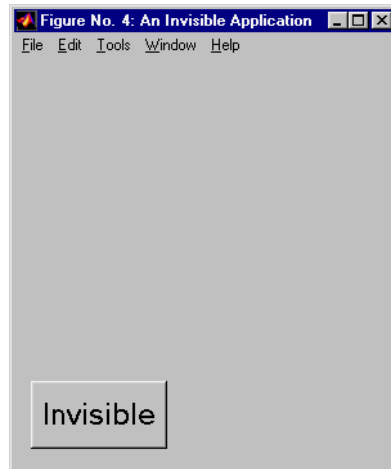 Figure No. 4: An Invisible Application
File Edit Tools Window Help
Invisible